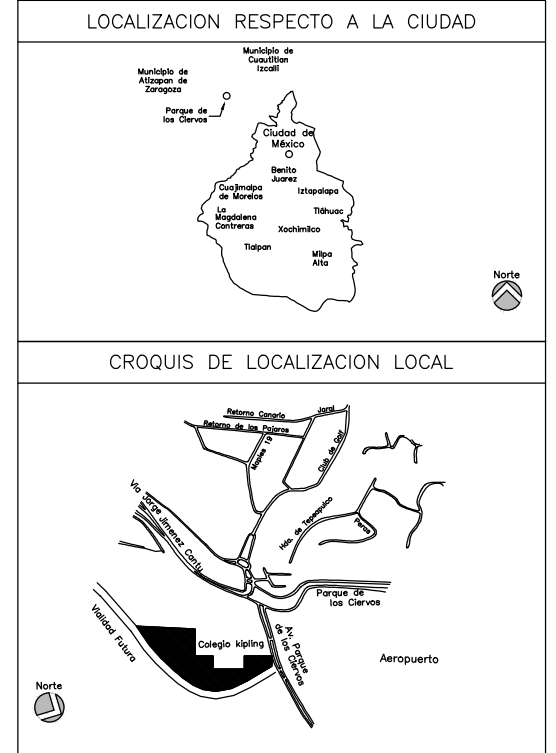 LOCALIZACION RESPECTO A LA CIUDAD
Municipio de
Cuautitlan
Izcalli
Municipio de
Atizapan de
Zaragoza
Parque de
los Ciervos
Ciudad de
México
Benito
Juarez
Cuajimalpa
de Morelos
Iztapalapa
La
Magdalena
Contreras
Tláhuac
Xochimilco
Tlalpan
Milpa
Alta
Norte
CROQUIS DE LOCALIZACION LOCAL
Retorno Canario
Jaral
Retorno de los Pajaros
Maples 19
Club de Golf
Via Jorge Jimenez Cantu
Hda. de Tepeapulco
Perus
Parque de
los Ciervos
Vialidad Futura
Colegio kipling
Av. Parque
de los Ciervos
Aeropuerto
Norte